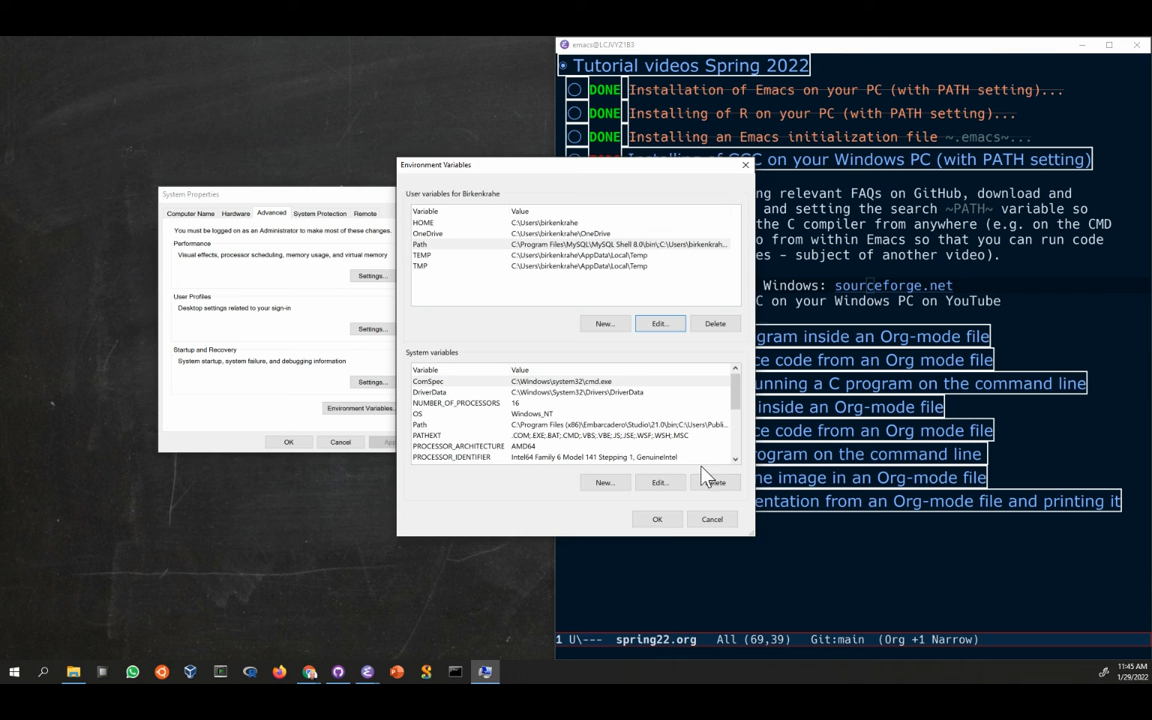 System Properties
Computer Name
Hardware
Advanced
System Protection
Remote
You must be logged on as an Administrator to make most of these changes.
Performance
Visual effects, processor scheduling, memory usage, and virtual memory
Settings...
User Profiles
Desktop settings related to your sign-in
Settings...
Startup and Recovery
System startup, system failure, and debugging information
Settings...
Environment Variables..
OK
Cancel
Environment Variables
User variables for Birkenkrahe
Variable Value
HOME C:\Users\birkenkrahe
OneDrive C:\Users\birkenkrahe\OneDrive
Path C:\Program Files\MySQL\MySQL Shell 8.0\bin\;C:\Users\birkenkrah...
TEMP C:\Users\birkenkrahe\AppData\Local\Temp
TMP C:\Users\birkenkrahe\AppData\Local\Temp
New... Edit... Delete
System variables
Variable Value
ComSpec C:\Windows\system32\cmd.exe
DriverData C:\Windows\System32\Drivers\DriverData
NUMBER_OF_PROCESSORS 16
OS Windows_NT
Path C:\Program Files (x86)\Embarcadero\Studio\21.0\bin;C:\Users\Publi...
PATHEXT .COM;.EXE;.BAT;.CMD;.VBS;.VBE;.JS;.JSE;.WSF;.WSH;.MSC
PROCESSOR_ARCHITECTURE AMD64
PROCESSOR_IDENTIFIER Intel64 Family 6 Model 141 Stepping 1, GenuineIntel
New... Edit...
OK Cancel
emacs@LCJVYZ1B3
Tutorial videos Spring 2022
DONE Installation of Emacs on your PC (with PATH setting)...
DONE Installing of R on your PC (with PATH setting)...
DONE Installing an Emacs initialization file ~.emacs~...
on your Windows PC (with PATH setting)
ng relevant FAQs on GitHub, download and
and setting the search ~PATH~ variable so
the C compiler from anywhere (e.g. on the CMD
o from within Emacs so that you can run code
es - subject of another video).
Windows: sourceforge.net
C on your Windows PC on YouTube
gram inside an Org-mode file
ce code from an Org mode file
unning a C program on the command line
inside an Org-mode file
ce code from an Org mode file
rogram on the command line
ne image in an Org-mode file
entation from an Org-mode file and printing it
1 U\--- spring22.org All (69,39) Git:main (Org +1 Narrow)
11:45 AM
1/29/2022